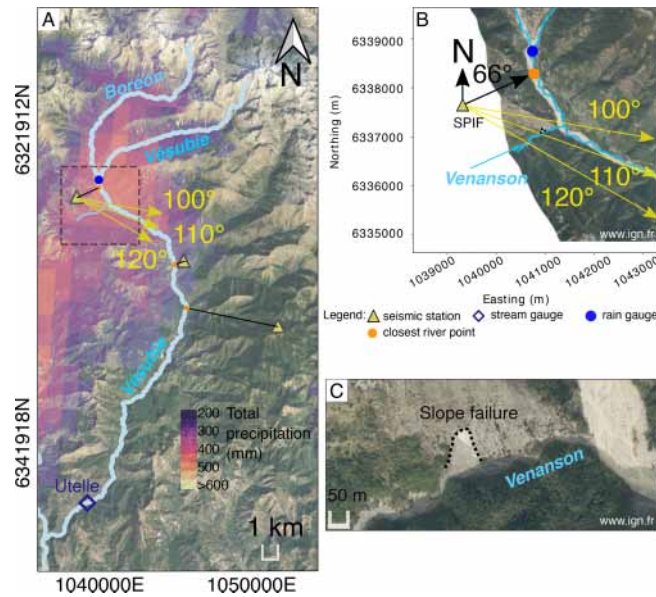 A
N
Boreon
Vésubie
6321912N
100°
110°
120°
Vésubie
6341918N
200
300
400
500
>600
Total
precipitation
(mm)
Utelle
1 km
1040000E
1050000E
B
6339000
N
66°
6338000
SPIF
100°
Northing (m)
6337000
Venanson
110°
6336000
120°
6335000
www.ign.fr
1039000
1040000
1041000
1042000
1043000
Easting (m)
Legend:
seismic station
stream gauge
rain gauge
closest river point
C
Slope failure
Venanson
50 m
www.ign.fr